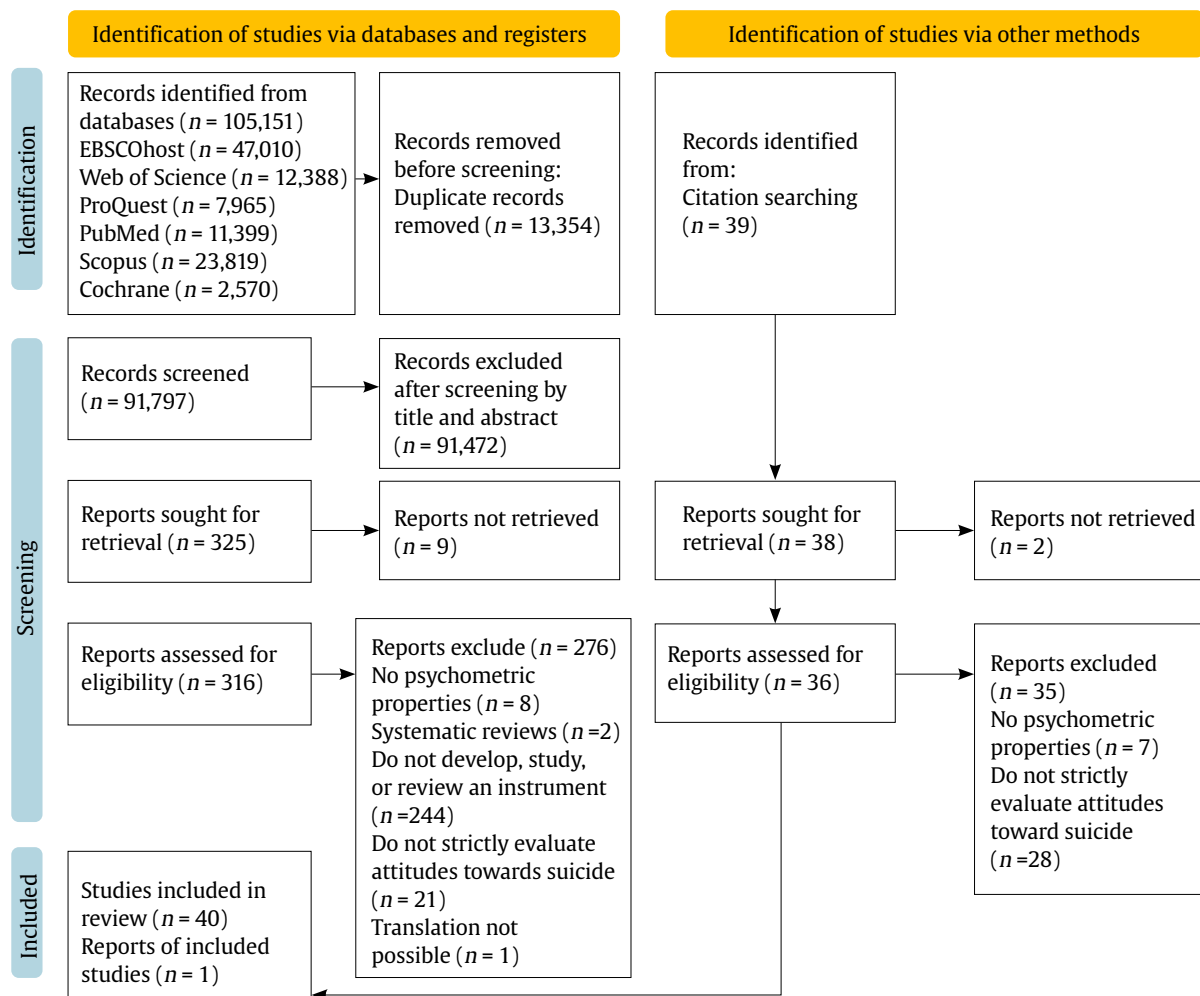 Identification of studies via databases and registers
Identification of studies via other methods
Identification
Records identified from
databases (n = 105,151)
EBSCOhost (n = 47,010)
Web of Science (n = 12,388)
ProQuest (n = 7,965)
PubMed (n = 11,399)
Scopus (n = 23,819)
Cochrane (n = 2,570)
Records removed
before screening:
Duplicate records
removed (n = 13,354)
Records identified
from:
Citation searching
(n = 39)
Screening
Records screened
(n = 91,797)
Records excluded
after screening by
title and abstract
(n = 91,472)
Reports sought for
retrieval (n = 325)
Reports not retrieved
(n = 9)
Reports sought for
retrieval (n = 38)
Reports not retrieved
(n = 2)
Reports assessed for
eligibility (n = 316)
Reports exclude (n = 276)
No psychometric
properties (n = 8)
Systematic reviews (n =2)
Do not develop, study,
or review an instrument
(n =244)
Do not strictly evaluate
attitudes towards suicide
(n = 21)
Translation not
possible (n = 1)
Reports assessed for
eligibility (n = 36)
Reports excluded
(n = 35)
No psychometric
properties (n = 7)
Do not strictly
evaluate attitudes
toward suicide
(n =28)
Included
Studies included in
review (n = 40)
Reports of included
studies (n = 1)